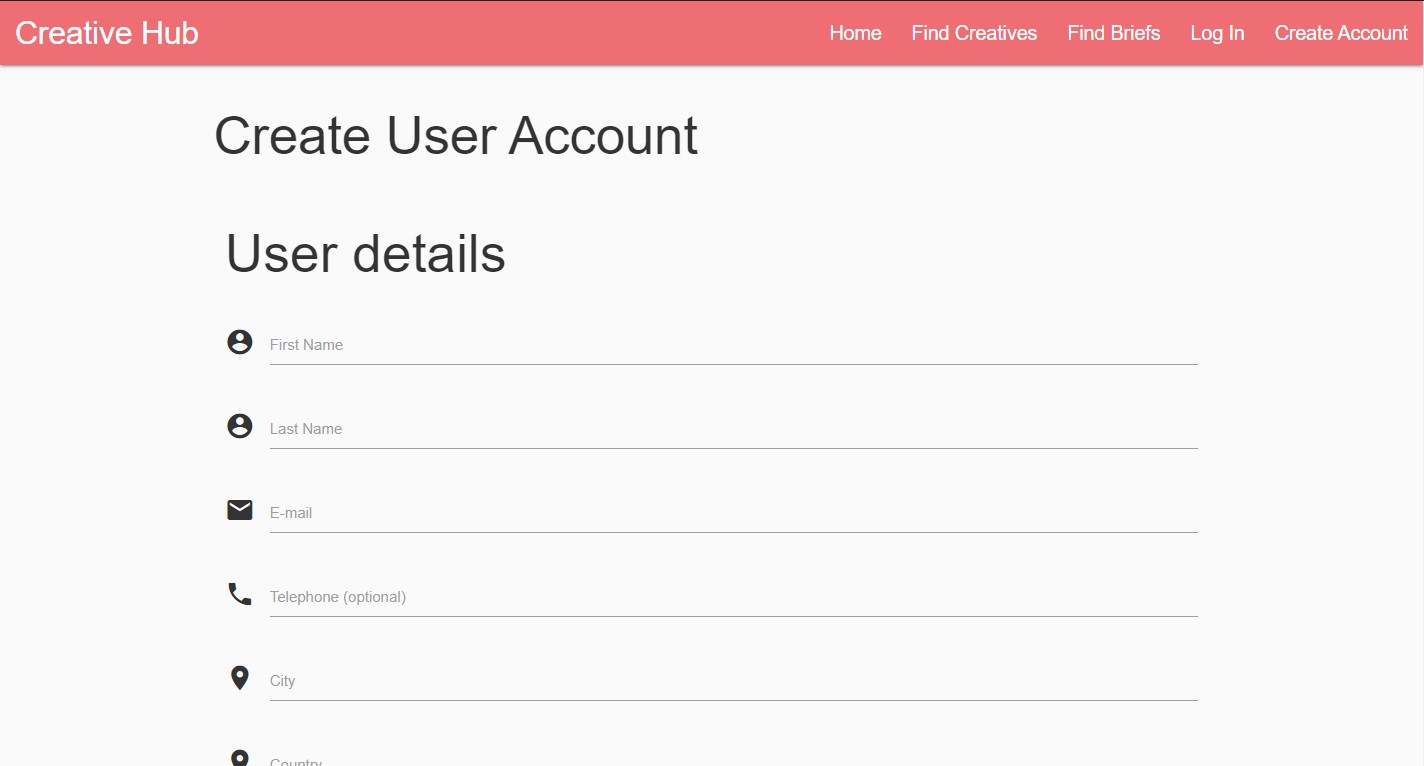 Creative Hub
Home Find Creatives Find Briefs Log In Create Account
Create User Account
User details
First Name
Last Name
E-mail
Telephone (optional)
City
Country